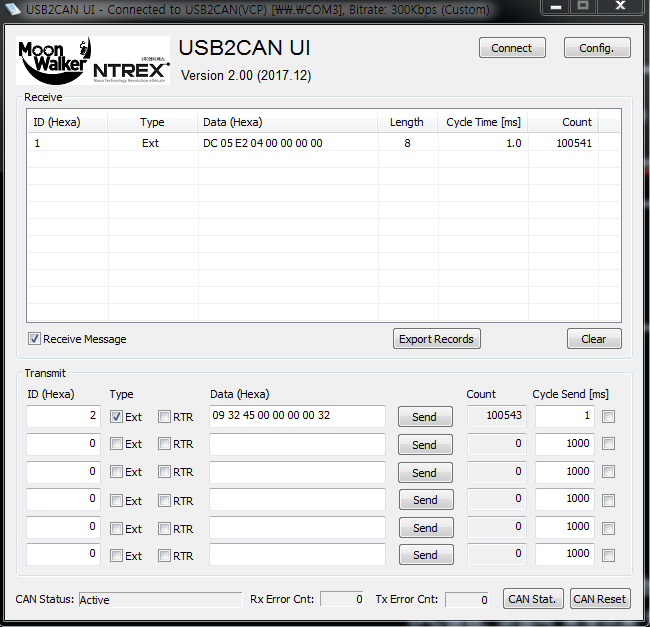 USB2CAN UI - Connected to USB2CAN(VCP) [₩₩.₩COM3], Bitrate: 300Kbps (Custom)
Moon Walker (주)엔티렉스 NTREX
USB2CAN UI
Version 2.00 (2017.12)
Connect Config.
Receive
ID (Hexa) Type Data (Hexa) Length Cycle Time [ms] Count
1 Ext DC 05 E2 04 00 00 00 00 8 1.0 100541
Receive Message Export Records Clear
Transmit
ID (Hexa) Type Data (Hexa) Count Cycle Send [ms]
2 Ext RTR 09 32 45 00 00 00 00 32 Send 100543 1
0 Ext RTR Send 0 1000
0 Ext RTR Send 0 1000
0 Ext RTR Send 0 1000
0 Ext RTR Send 0 1000
0 Ext RTR Send 0 1000
CAN Status: Active Rx Error Cnt: 0 Tx Error Cnt: 0 CAN Stat. CAN Reset